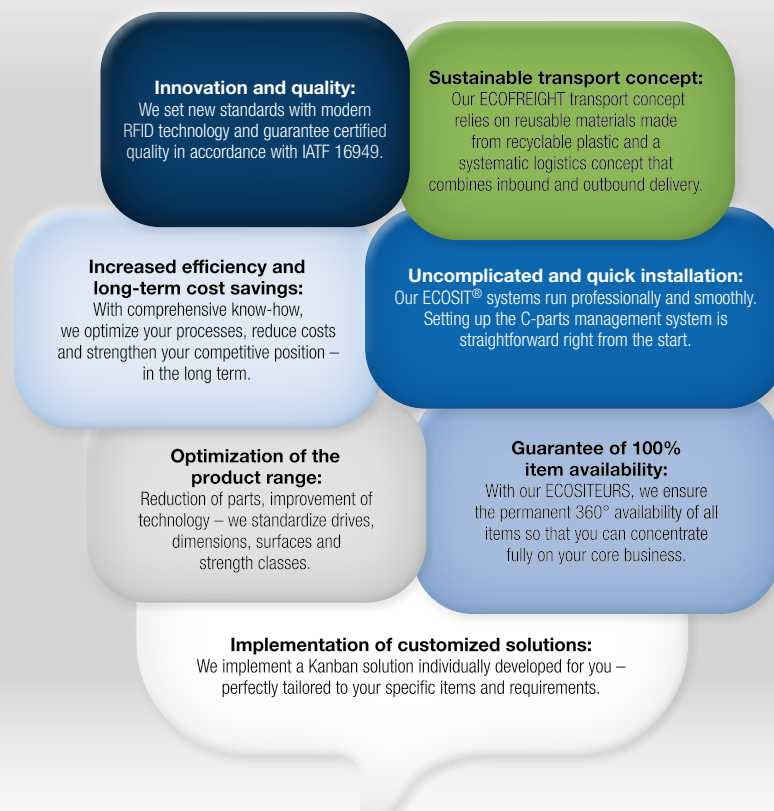 Innovation and quality:
We set new standards with modern
RFID technology and guarantee certified
quality in accordance with IATF 16949.
Sustainable transport concept:
Our ECOFREIGHT transport concept
relies on reusable materials made
from recyclable plastic and a
systematic logistics concept that
combines inbound and outbound delivery.
Increased efficiency and
long-term cost savings:
With comprehensive know-how,
we optimize your processes, reduce costs
and strengthen your competitive position –
in the long term.
Uncomplicated and quick installation:
Our ECOSIT® systems run professionally and smoothly.
Setting up the C-parts management system is
straightforward right from the start.
Optimization of the
product range:
Reduction of parts, improvement of
technology – we standardize drives,
dimensions, surfaces and
strength classes.
Guarantee of 100%
item availability:
With our ECOSITEURS, we ensure
the permanent 360° availability of all
items so that you can concentrate
fully on your core business.
Implementation of customized solutions:
We implement a Kanban solution individually developed for you –
perfectly tailored to your specific items and requirements.